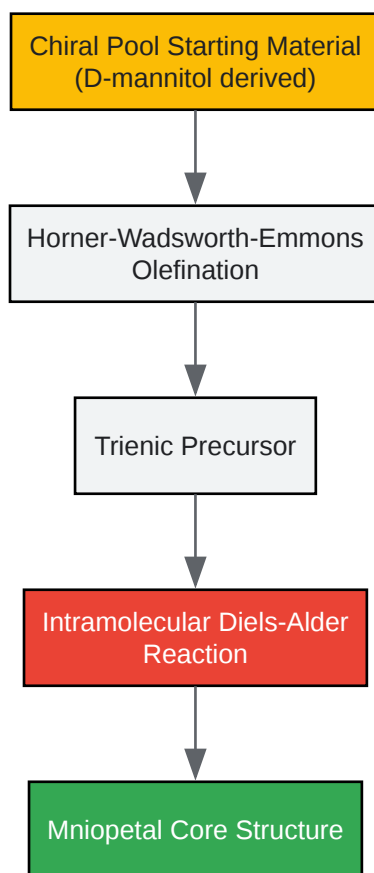 Chiral Pool Starting Material
(D-mannitol derived)
Horner-Wadsworth-Emmons
Olefination
Trienic Precursor
Intramolecular Diels-Alder
Reaction
Mniopetal Core Structure